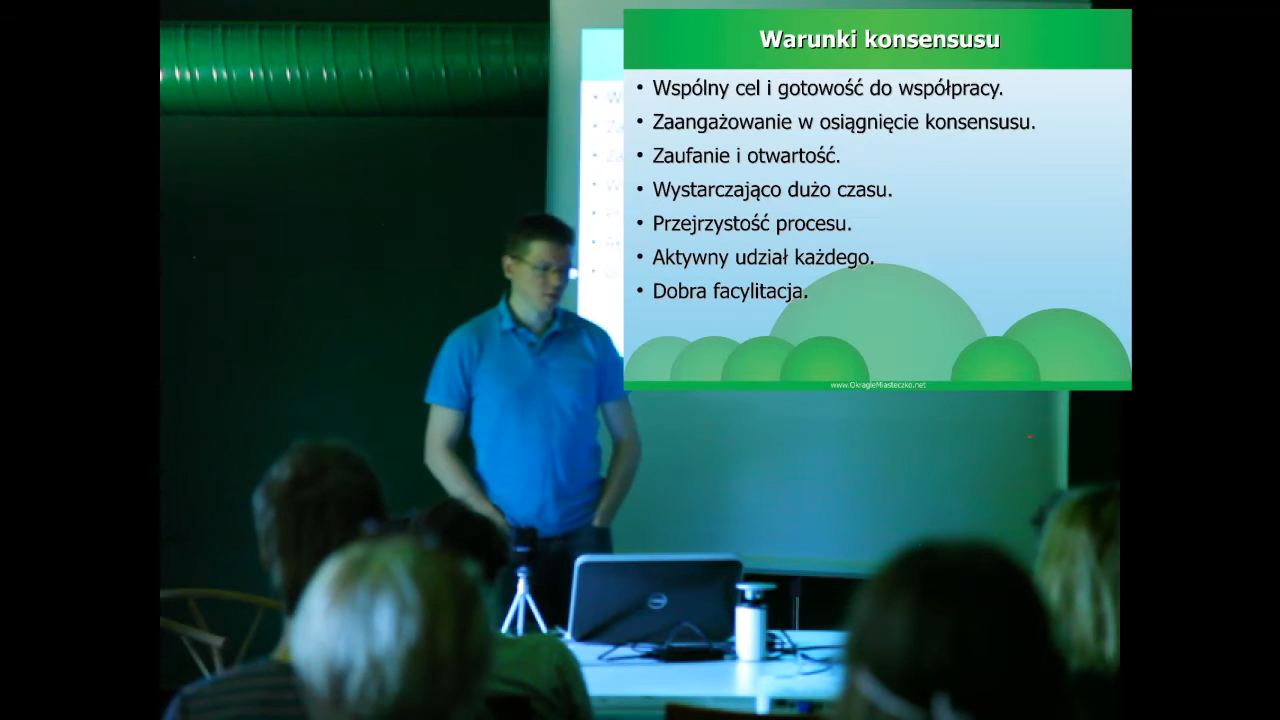 Warunki konsensusu
• Wspólny cel i gotowość do współpracy.
• Zaangażowanie w osiągnięcie konsensusu.
• Zaufanie i otwartość.
• Wystarczająco dużo czasu.
• Przejrzystość procesu.
• Aktywny udział każdego.
• Dobra facylitacja.
www.OkragleMiasteczko.net
DELL